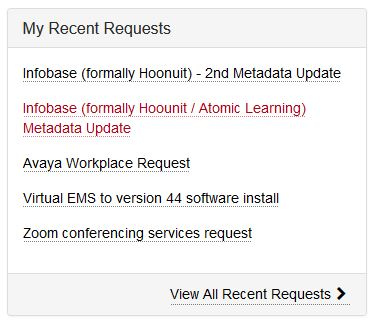 My Recent Requests
Infobase (formally Hoonuit) - 2nd Metadata Update
Infobase (formally Hoounit / Atomic Learning)
Metadata Update
Avaya Workplace Request
Virtual EMS to version 44 software install
Zoom conferencing services request
View All Recent Requests